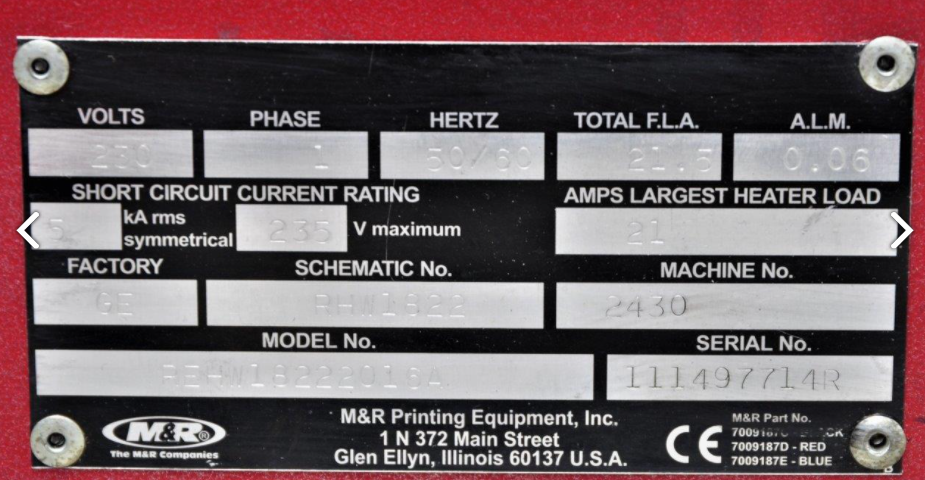 VOLTS PHASE HERTZ TOTAL F.L.A. A.L.M.
230 1 50/60 21.5 0.06
SHORT CIRCUIT CURRENT RATING AMPS LARGEST HEATER LOAD
5 kA rms symmetrical 235 V maximum 21
FACTORY SCHEMATIC No. MACHINE No.
GE RHW1822 2430
MODEL No. SERIAL No.
111497714R
M&R®
The M&R Companies
M&R Printing Equipment, Inc.
1 N 372 Main Street
Glen Ellyn, Illinois 60137 U.S.A.
CE
M&R Part No.
7009187D - RED
7009187E - BLUE